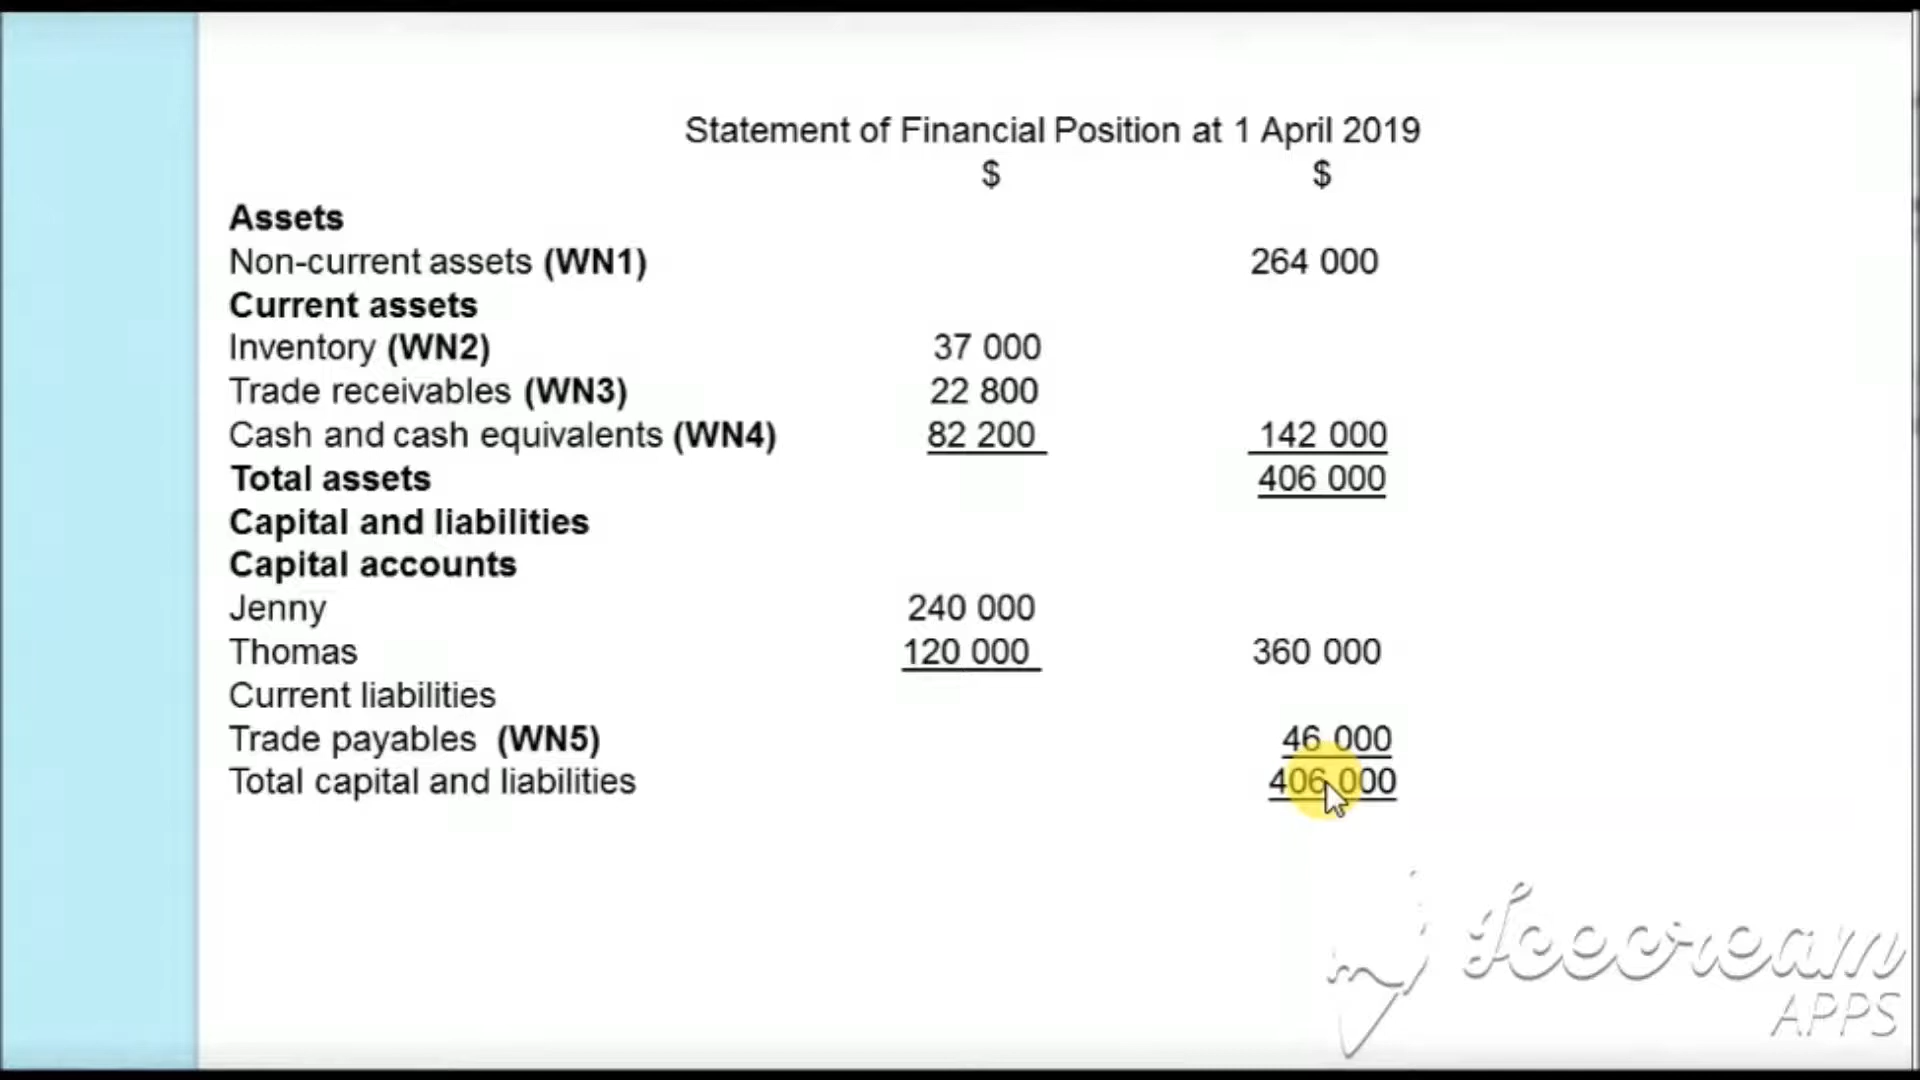 Statement of Financial Position at 1 April 2019
$ $
Assets
Non-current assets (WN1) 264 000
Current assets
Inventory (WN2) 37 000
Trade receivables (WN3) 22 800
Cash and cash equivalents (WN4) 82 200 142 000
Total assets 406 000
Capital and liabilities
Capital accounts
Jenny 240 000
Thomas 120 000 360 000
Current liabilities
Trade payables (WN5) 46 000
Total capital and liabilities 406 000
Icecream
APPS